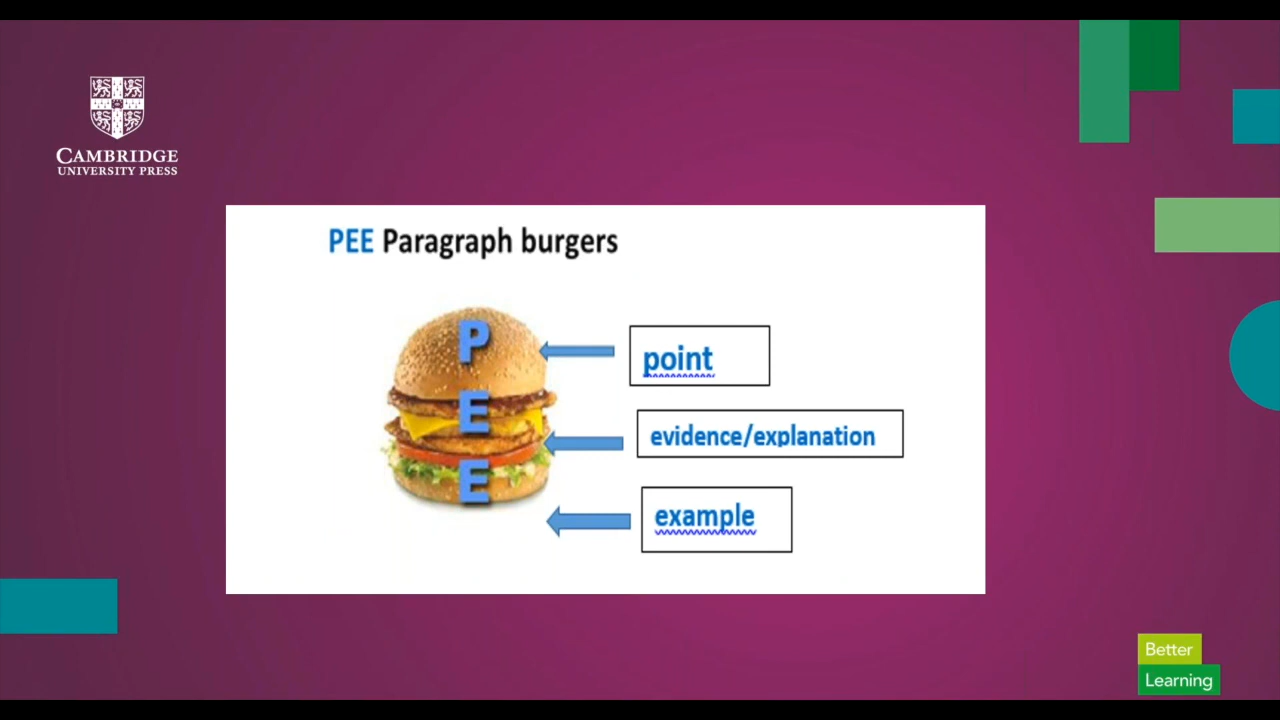 CAMBRIDGE
UNIVERSITY PRESS
PEE Paragraph burgers
P
point
E
evidence/explanation
E
example
Better
Learning